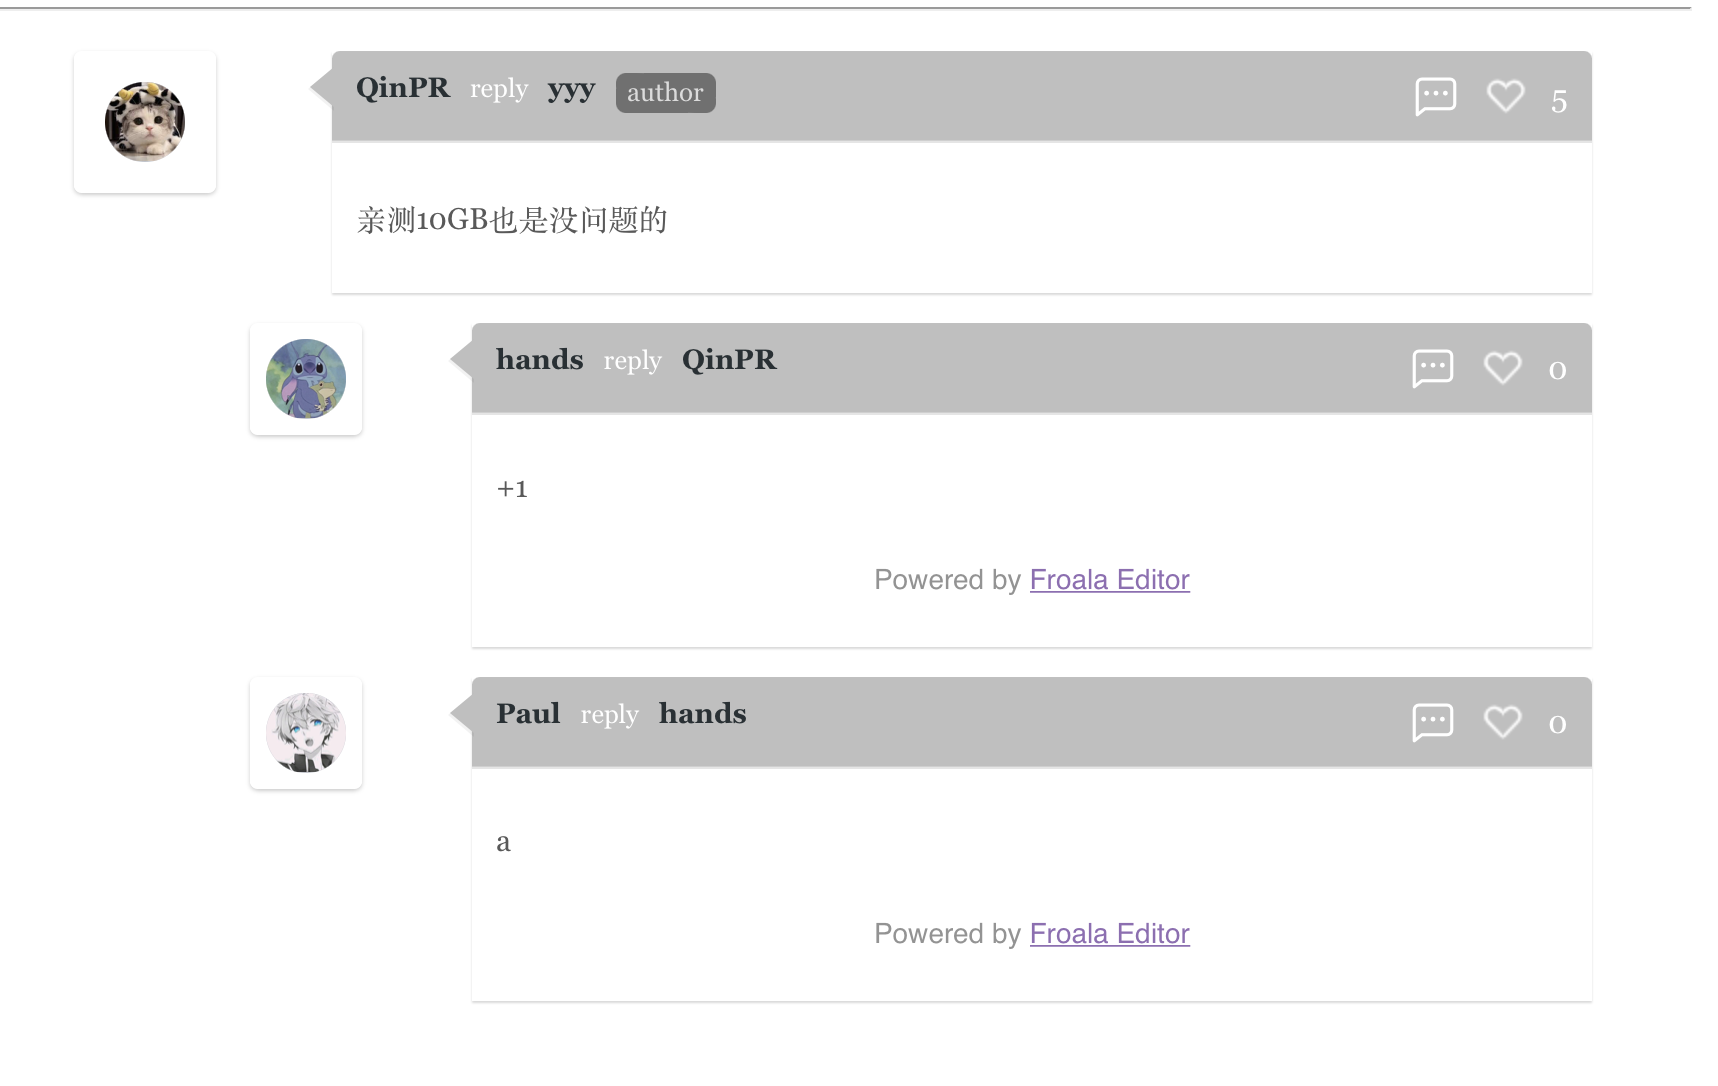 QinPR reply yyy author 5
亲测10GB也是没问题的
hands reply QinPR 0
+1
Powered by Froala Editor
Paul reply hands 0
a
Powered by Froala Editor